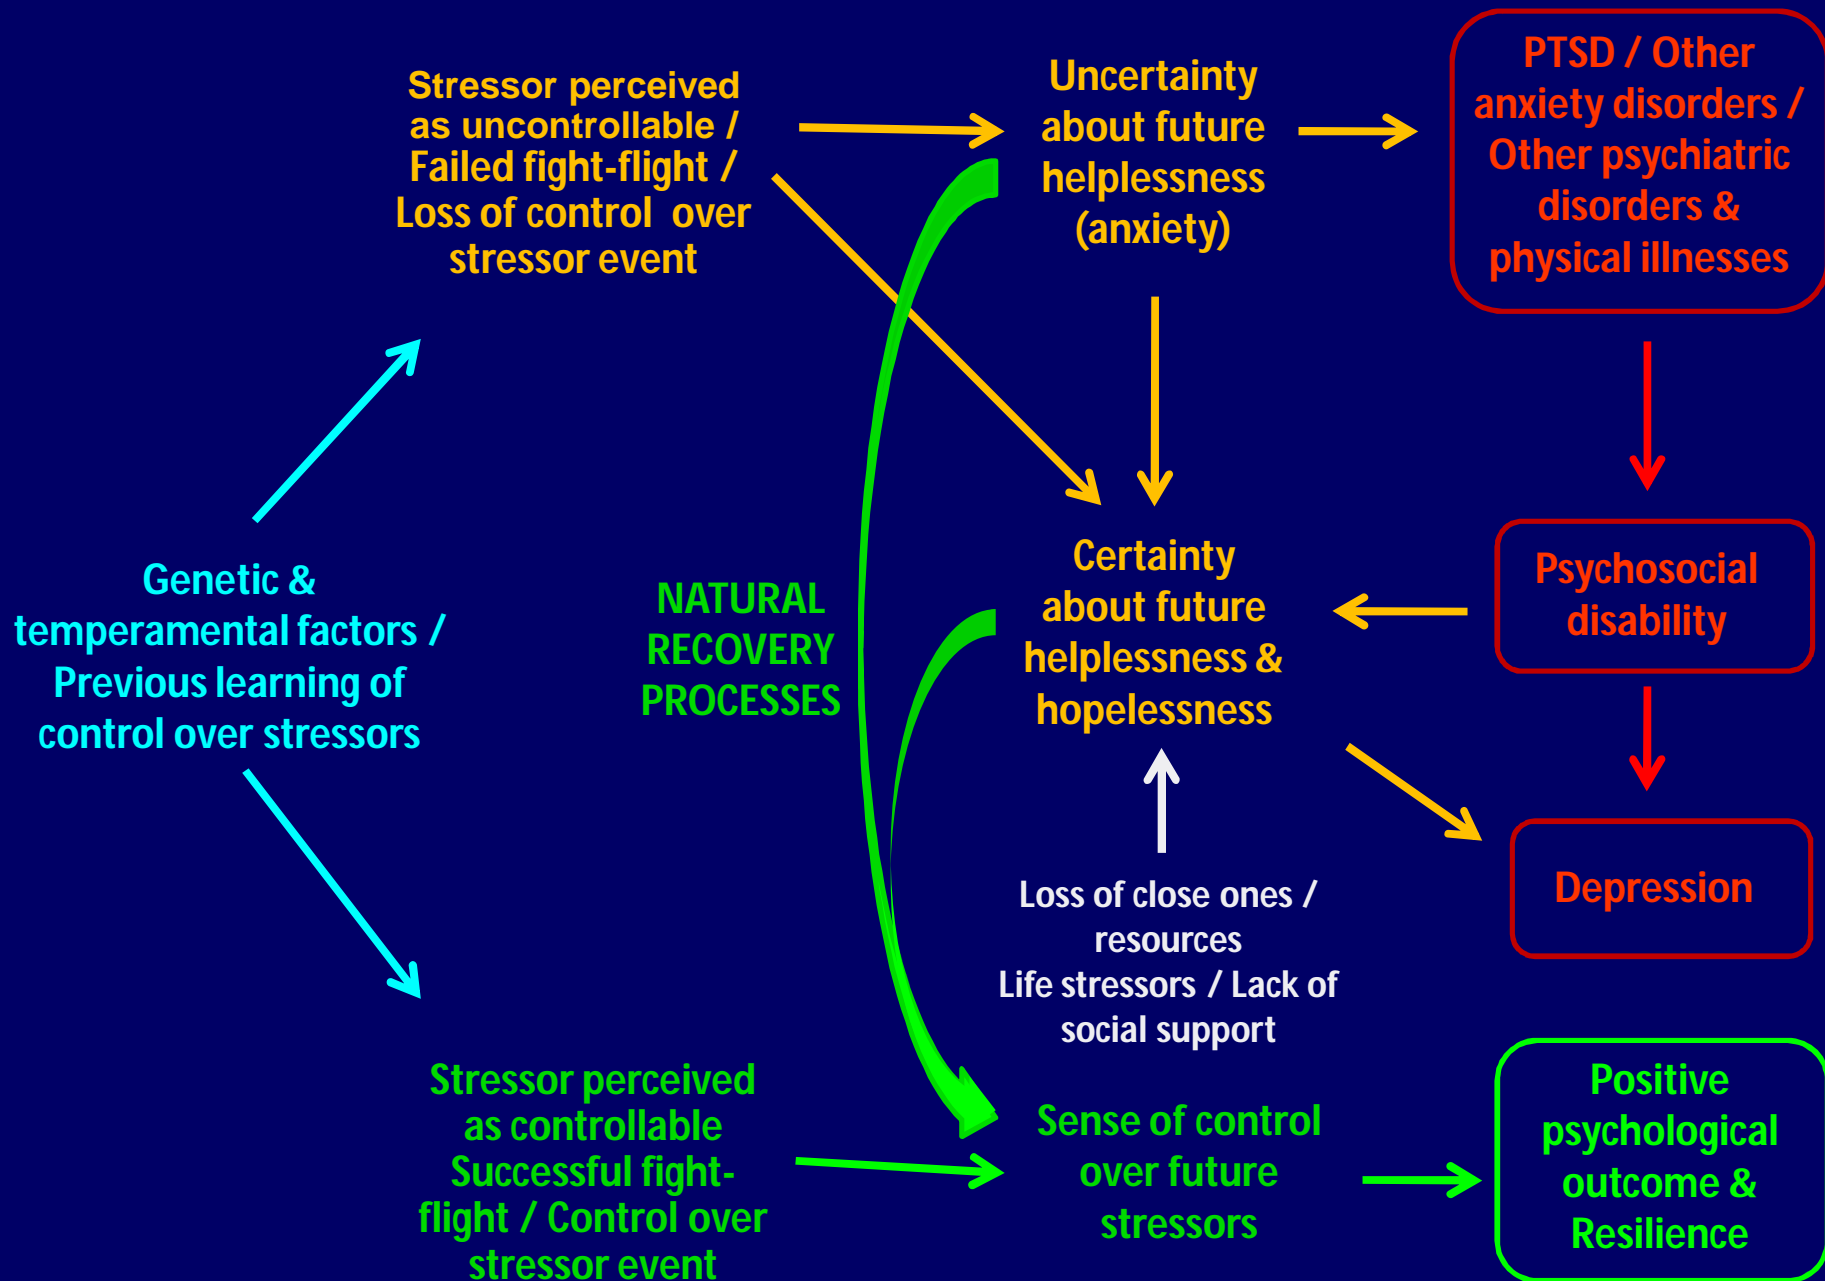 Stressor perceived
as uncontrollable /
Failed fight-flight /
Loss of control over
stressor event
Uncertainty
about future
helplessness
(anxiety)
PTSD / Other
anxiety disorders /
Other psychiatric
disorders &
physical illnesses
Genetic &
temperamental factors /
Previous learning of
control over stressors
NATURAL
RECOVERY
PROCESSES
Certainty
about future
helplessness &
hopelessness
Psychosocial
disability
Loss of close ones /
resources
Life stressors / Lack of
social support
Depression
Stressor perceived
as controllable
Successful fight-
flight / Control over
stressor event
Sense of control
over future
stressors
Positive
psychological
outcome &
Resilience